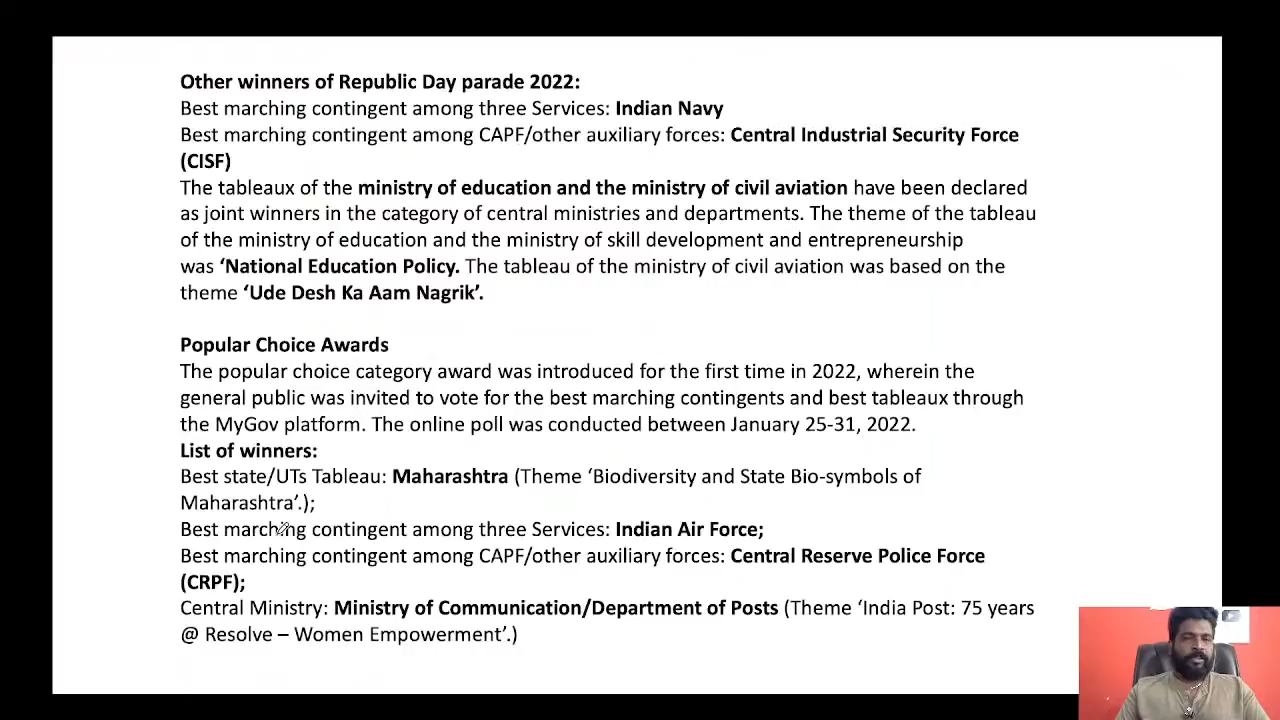 Other winners of Republic Day parade 2022:
Best marching contingent among three Services: Indian Navy
Best marching contingent among CAPF/other auxiliary forces: Central Industrial Security Force
(CISF)
The tableaux of the ministry of education and the ministry of civil aviation have been declared
as joint winners in the category of central ministries and departments. The theme of the tableau
of the ministry of education and the ministry of skill development and entrepreneurship
was ‘National Education Policy. The tableau of the ministry of civil aviation was based on the
theme ‘Ude Desh Ka Aam Nagrik’.
Popular Choice Awards
The popular choice category award was introduced for the first time in 2022, wherein the
general public was invited to vote for the best marching contingents and best tableaux through
the MyGov platform. The online poll was conducted between January 25-31, 2022.
List of winners:
Best state/UTs Tableau: Maharashtra (Theme ‘Biodiversity and State Bio-symbols of
Maharashtra’.);
Best marching contingent among three Services: Indian Air Force;
Best marching contingent among CAPF/other auxiliary forces: Central Reserve Police Force
(CRPF);
Central Ministry: Ministry of Communication/Department of Posts (Theme ‘India Post: 75 years
@ Resolve – Women Empowerment’.)